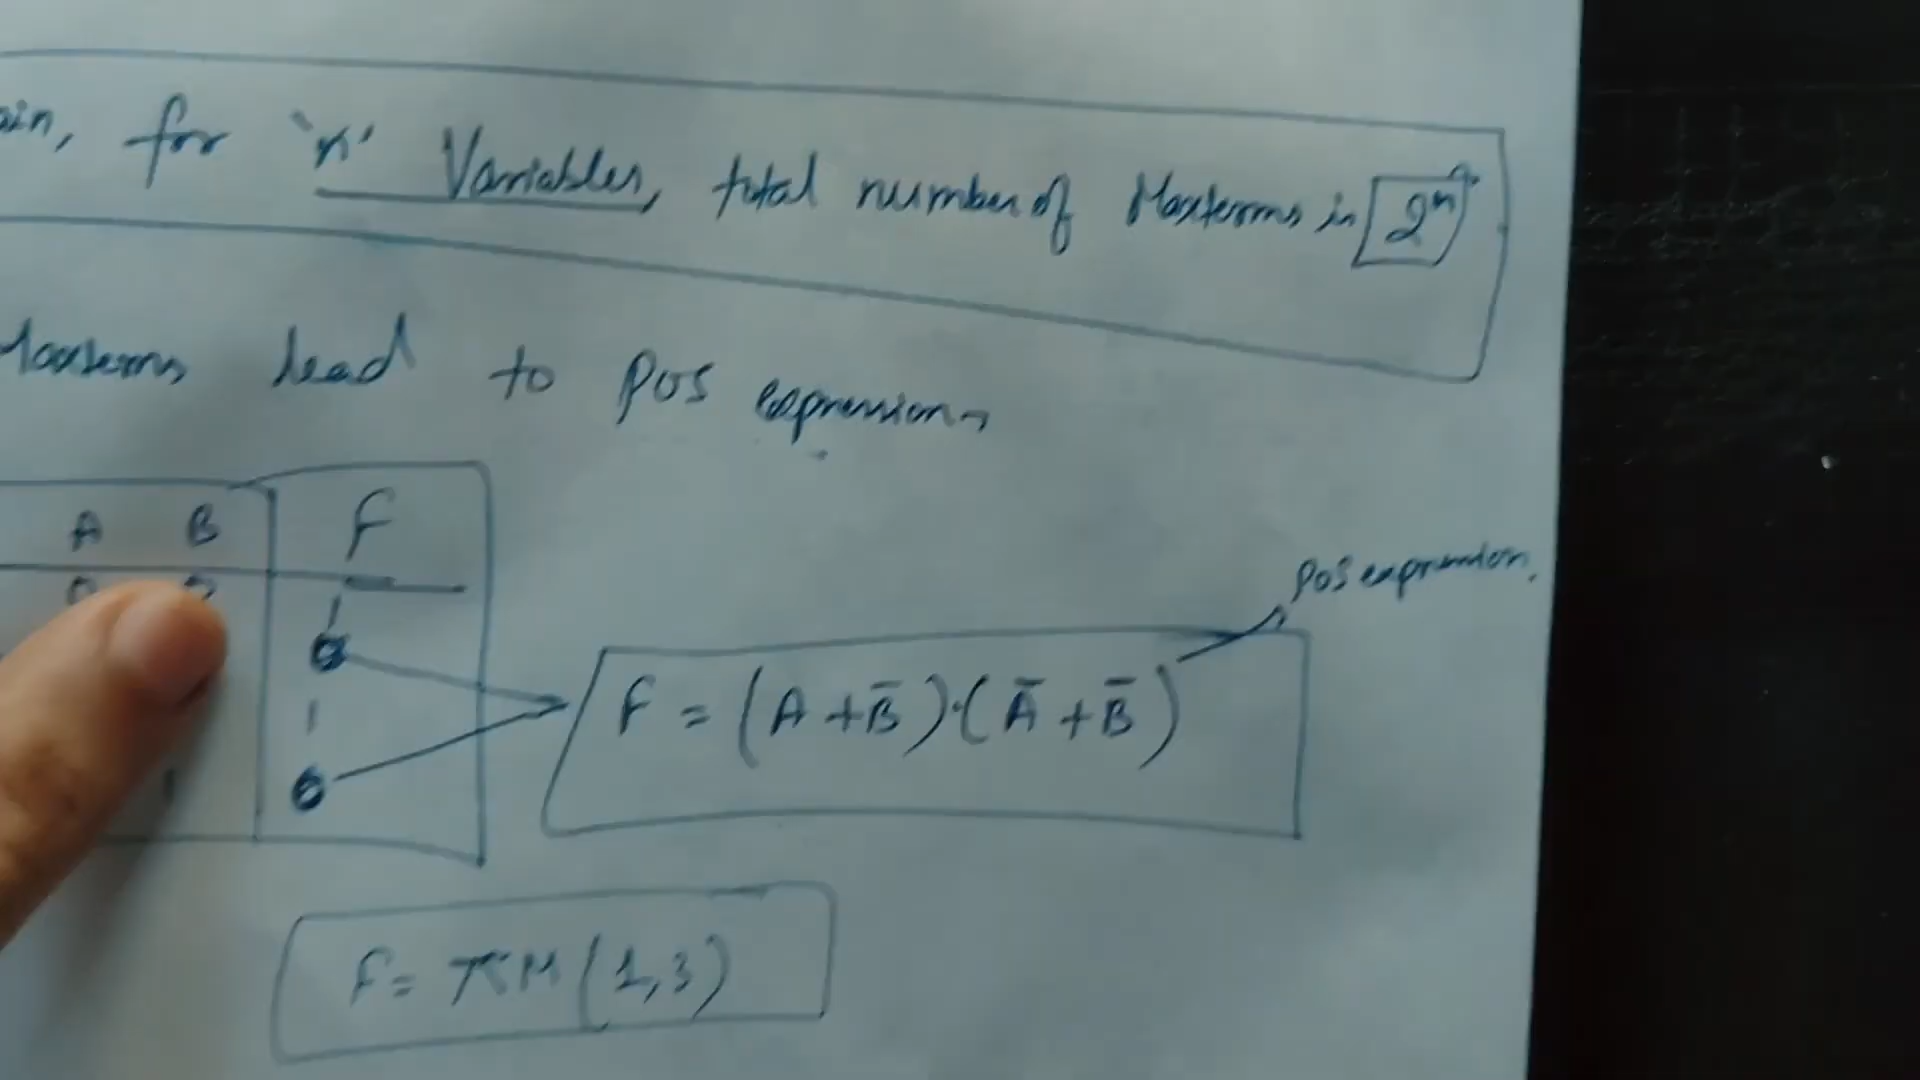 for 'n' Variables, total number of Maxterms is 2ⁿ
lead to POS expression
A B F
1
0
1
1 0
POS expression.
F = (A + B̅)·(A̅ + B̅)
F = πM (1,3)